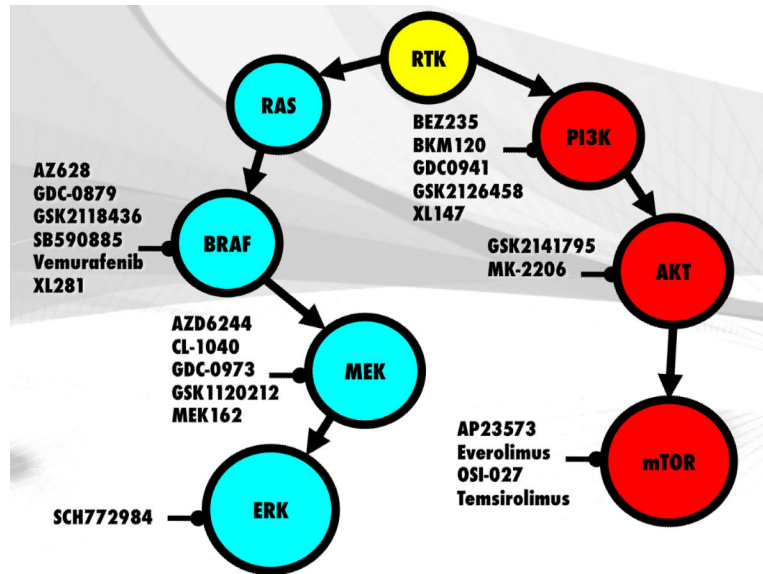 RTK
RAS
PI3K
BEZ235
BKM120
GDC0941
GSK2126458
XL147
AZ628
GDC-0879
GSK2118436
SB590885
Vemurafenib
XL281
BRAF
GSK2141795
MK-2206
AKT
AZD6244
CL-1040
GDC-0973
GSK1120212
MEK162
MEK
AP23573
Everolimus
OSI-027
Temsirolimus
mTOR
SCH772984
ERK